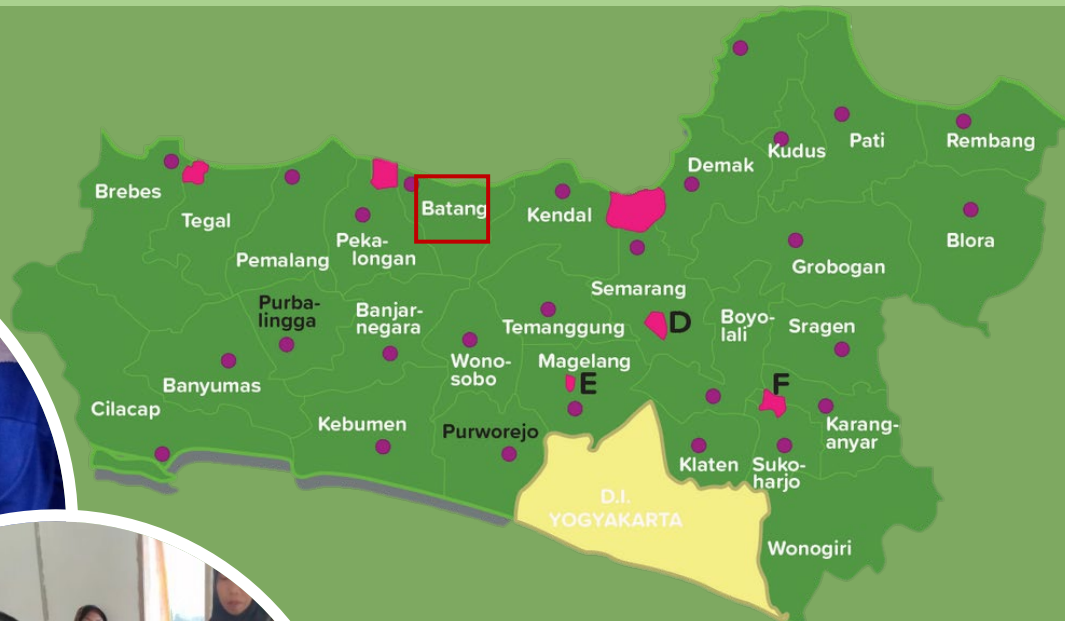 Kudus
Pati
Rembang
Demak
Brebes
Tegal
Batang
Kendal
Peka-
longan
Pemalang
Blora
Grobogan
Semarang
Purba-
lingga
Banjar-
negara
Temanggung
D
Boyo-
lali
Sragen
Wono-
sobo
Magelang
E
F
Banyumas
Cilacap
Kebumen
Purworejo
Karang-
anyar
Klaten
Suko-
harjo
D.I.
YOGYAKARTA
Wonogiri